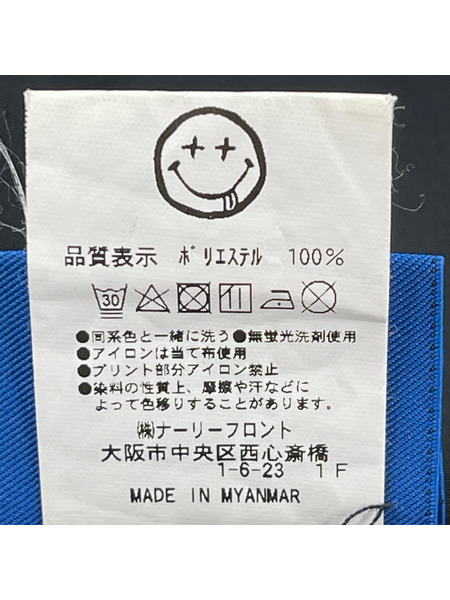 品質表示 ポリエステル 100%
30
●同系色と一緒に洗う●無蛍光洗剤使用
●アイロンは当て布使用
●プリント部分アイロン禁止
●染料の性質上、摩擦や汗などに
よって色移りすることがあります。
㈱ナーリーフロント
大阪市中央区西心斎橋
1-6-23 1F
MADE IN MYANMAR